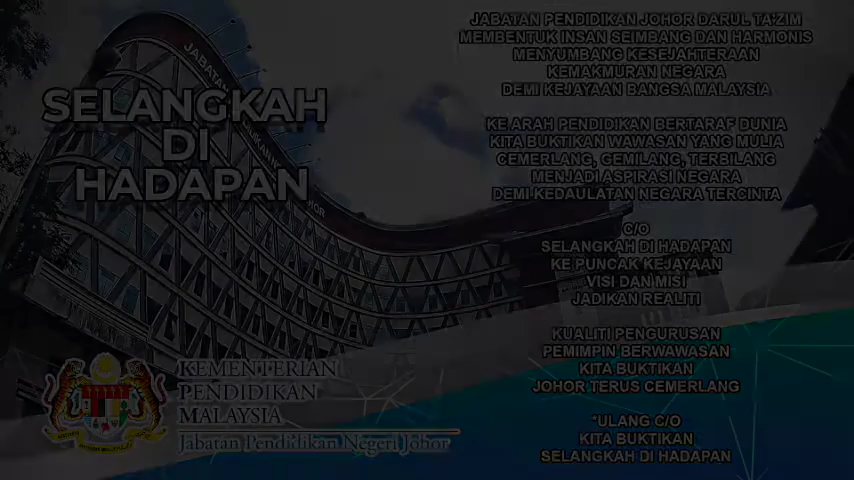 SELANGKAH
DI
HADAPAN
JABATAN PENDIDIKAN JOHOR DARUL TA'ZIM
MEMBENTUK INSAN SEIMBANG DAN HARMONIS
MENYUMBANG KESEJAHTERAAN
KEMAKMURAN NEGARA
DEMI KEJAYAAN BANGSA MALAYSIA
KE ARAH PENDIDIKAN BERTARAF DUNIA
KITA BUKTIKAN WAWASAN YANG MULIA
CEMERLANG, GEMILANG, TERBILANG
MENJADI ASPIRASI NEGARA
DEMI KEDAULATAN NEGARA TERCINTA
C/O
SELANGKAH DI HADAPAN
KE PUNCAK KEJAYAAN
VISI DAN MISI
JADIKAN REALITI
KUALITI PENGURUSAN
PEMIMPIN BERWAWASAN
KITA BUKTIKAN
JOHOR TERUS CEMERLANG
*ULANG C/O
KITA BUKTIKAN
SELANGKAH DI HADAPAN
KEMENTERIAN
PENDIDIKAN
MALAYSIA
Jabatan Pendidikan Negeri Johor